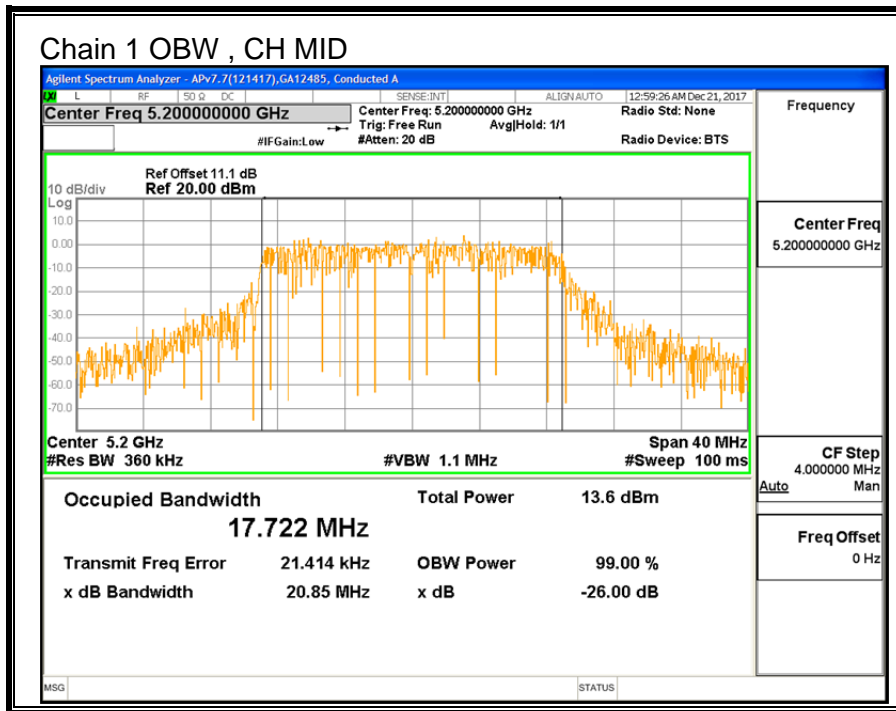 Chain 1 OBW , CH MID
Agilent Spectrum Analyzer - APv7.7(121417),GA12485, Conducted A
LXI L RF 50 Ω DC SENSE:INT ALIGN AUTO 12:59:26 AM Dec 21, 2017
Center Freq 5.200000000 GHz
Center Freq: 5.200000000 GHz
Radio Std: None
Trig: Free Run Avg|Hold: 1/1
#IFGain:Low
#Atten: 20 dB
Radio Device: BTS
Ref Offset 11.1 dB
10 dB/div Ref 20.00 dBm
Log
10.0
0.00
-10.0
-20.0
-30.0
-40.0
-50.0
-60.0
-70.0
Center 5.2 GHz Span 40 MHz
#Res BW 360 kHz #VBW 1.1 MHz #Sweep 100 ms
Occupied Bandwidth Total Power 13.6 dBm
17.722 MHz
Transmit Freq Error 21.414 kHz OBW Power 99.00 %
x dB Bandwidth 20.85 MHz x dB -26.00 dB
MSG STATUS
Frequency
Center Freq
5.200000000 GHz
CF Step
4.000000 MHz
Auto Man
Freq Offset
0 Hz